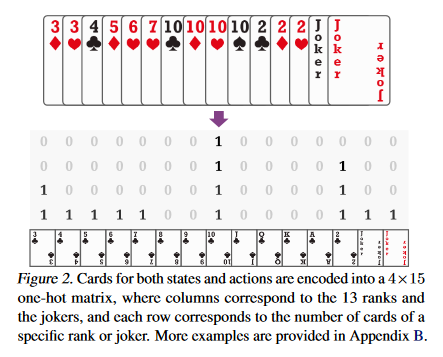 3 3 4 5 6 7 10 10 10 10 2 2 2 Joker Joker Joker
0 0 0 0 0 0 0 1 0 0 0 0 0 0 0
0 0 0 0 0 0 0 1 0 0 0 0 1 0 0
1 0 0 0 0 0 0 1 0 0 0 0 1 0 0
1 1 1 1 1 0 0 1 0 0 0 0 1 1 1
3 4 5 6 7 8 9 10 J Q K A 2 Joker Joker Joker
Figure 2. Cards for both states and actions are encoded into a 4×15
one-hot matrix, where columns correspond to the 13 ranks and
the jokers, and each row corresponds to the number of cards of a
specific rank or joker. More examples are provided in Appendix B.